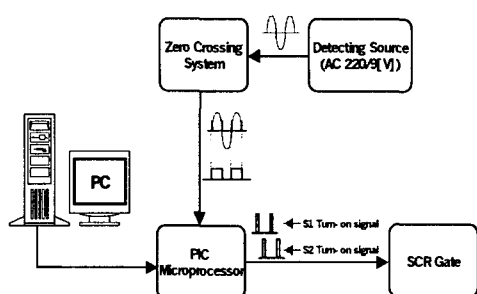 Zero Crossing
System
Detecting Source
(AC 220/9[V])
PC
S1 Turn-on signal
S2 Turn-on signal
PIC
Microprocessor
SCR Gate